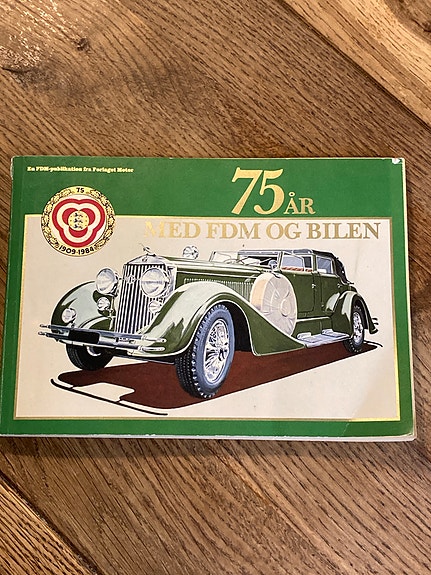 En FDM-publikation fra Forlaget Motor
75 ÅR
MED FDM OG BILEN
75
1909-1984